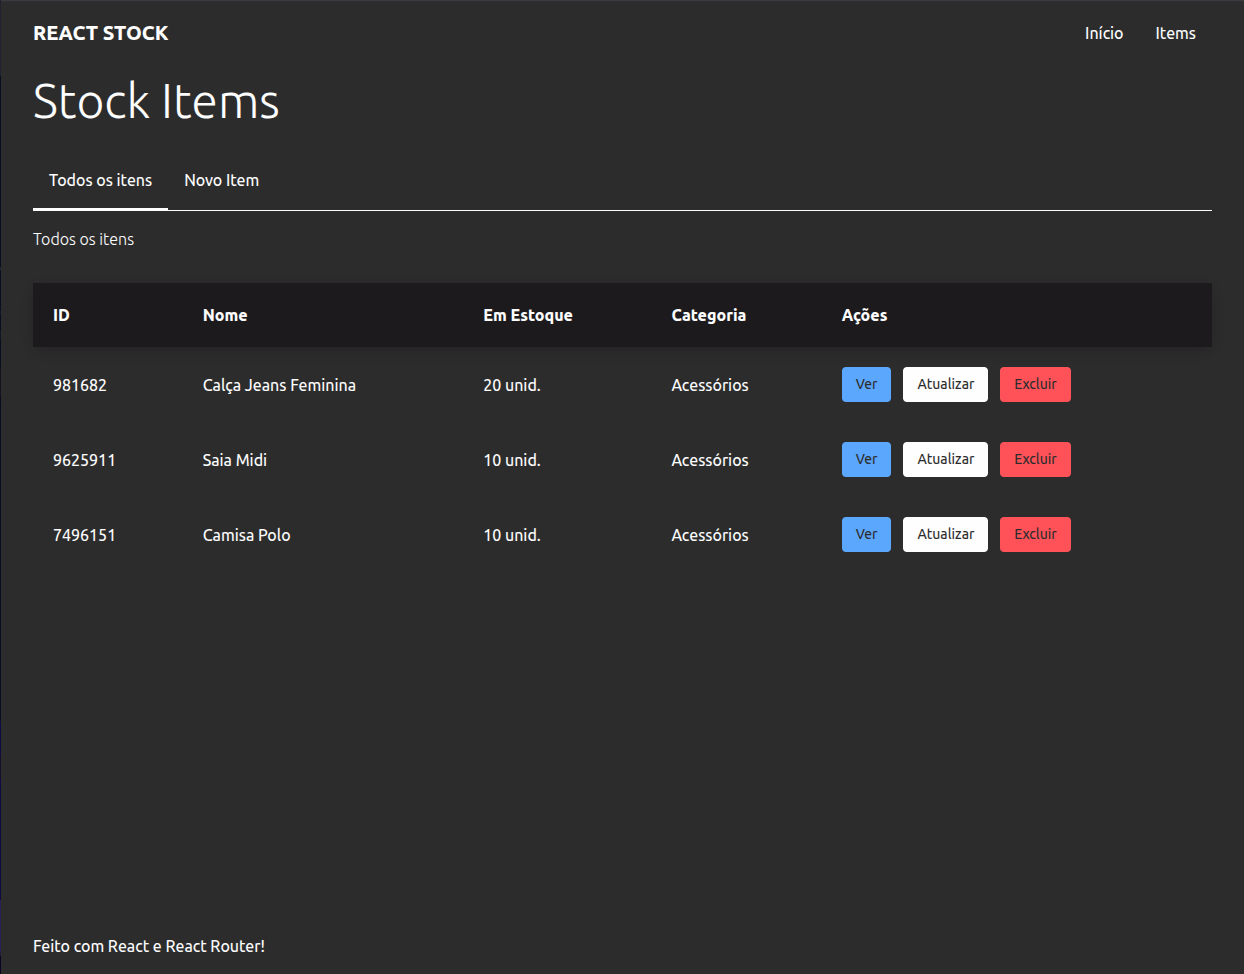 REACT STOCK Início Items
Stock Items
Todos os itens Novo Item
Todos os itens
ID Nome Em Estoque Categoria Ações
981682 Calça Jeans Feminina 20 unid. Acessórios Ver Atualizar Excluir
9625911 Saia Midi 10 unid. Acessórios Ver Atualizar Excluir
7496151 Camisa Polo 10 unid. Acessórios Ver Atualizar Excluir
Feito com React e React Router!